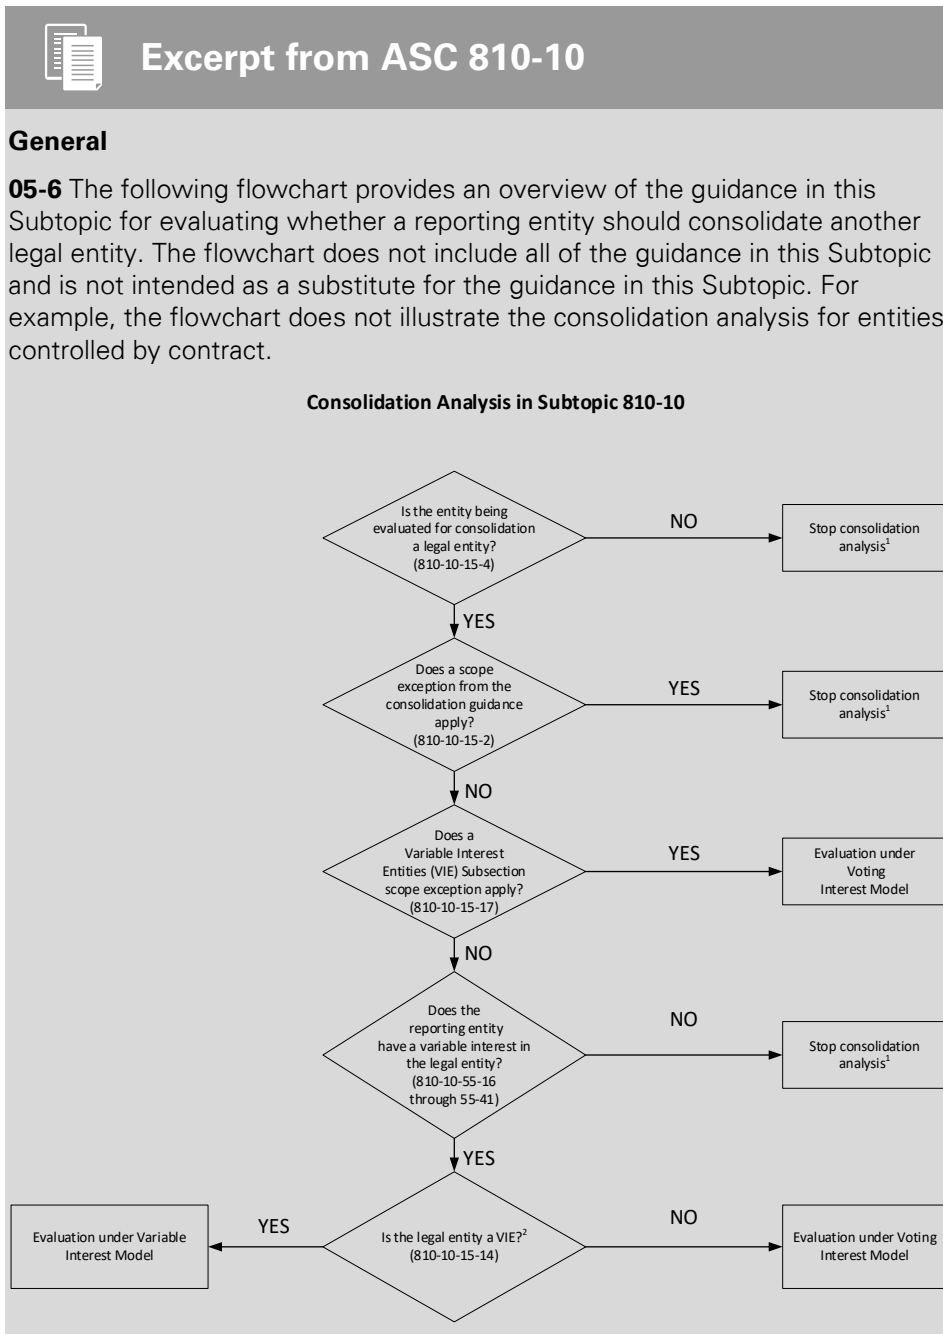 Excerpt from ASC 810-10
General
05-6 The following flowchart provides an overview of the guidance in this
Subtopic for evaluating whether a reporting entity should consolidate another
legal entity. The flowchart does not include all of the guidance in this Subtopic
and is not intended as a substitute for the guidance in this Subtopic. For
example, the flowchart does not illustrate the consolidation analysis for entities
controlled by contract.
Consolidation Analysis in Subtopic 810-10
Is the entity being
evaluated for consolidation
a legal entity?
(810-10-15-4)
NO
Stop consolidation
analysis¹
YES
Does a scope
exception from the
consolidation guidance
apply?
(810-10-15-2)
YES
Stop consolidation
analysis¹
NO
Does a
Variable Interest
Entities (VIE) Subsection
scope exception apply?
(810-10-15-17)
YES
Evaluation under
Voting
Interest Model
NO
Does the
reporting entity
have a variable interest in
the legal entity?
(810-10-55-16
through 55-41)
NO
Stop consolidation
analysis¹
YES
Is the legal entity a VIE?²
(810-10-15-14)
YES
Evaluation under Variable
Interest Model
NO
Evaluation under Voting
Interest Model